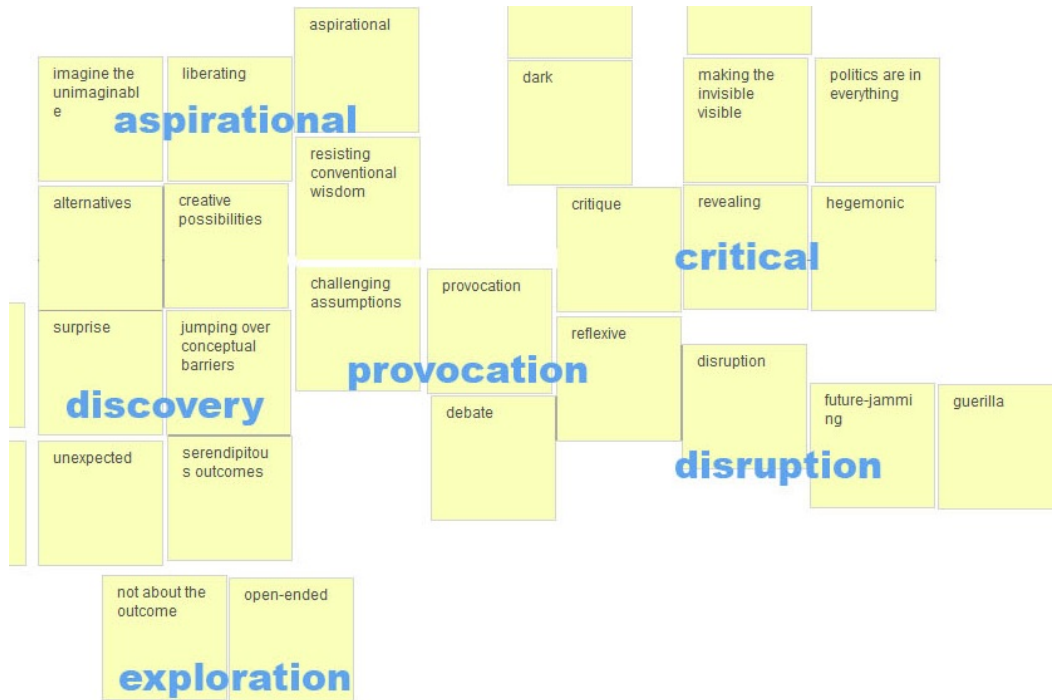 aspirational
imagine the
unimaginabl
e
liberating
aspirational
dark
making the
invisible
visible
politics are in
everything
alternatives
creative
possibilities
resisting
conventional
wisdom
critique
revealing
hegemonic
critical
challenging
assumptions
provocation
provocation
surprise
jumping over
conceptual
barriers
discovery
reflexive
disruption
debate
future-jammi
ng
guerilla
disruption
unexpected
serendipitou
s outcomes
not about the
outcome
open-ended
exploration